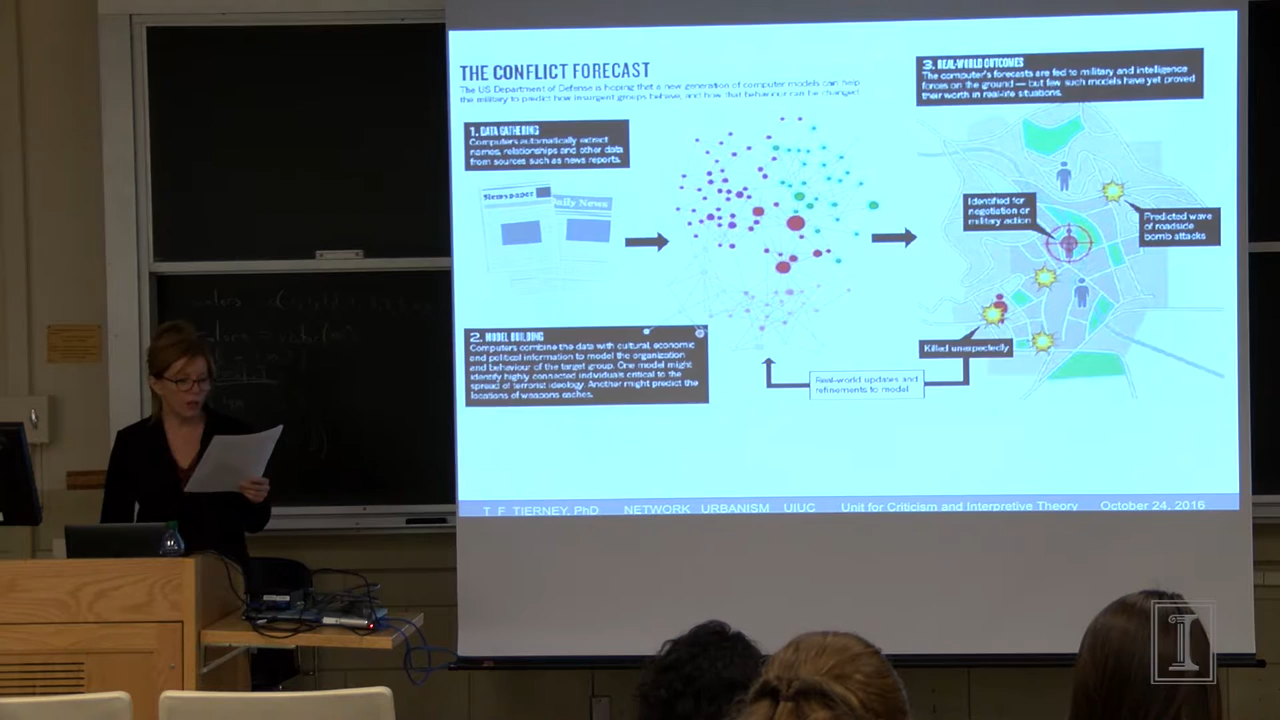 THE CONFLICT FORECAST
The US Department of Defense is hoping that a new generation of computer models can help
the military to predict how insurgent groups behave, and how that behaviour can be changed.
1. DATA GATHERING
Computers automatically extract
names, relationships and other data
from sources such as news reports.
Newspaper
Daily News
2. MODEL BUILDING
Computers combine the data with cultural, economic
and political information to model the organization
and behaviour of the target group. One model might
identify highly connected individuals critical to the
spread of terrorist ideology. Another might predict the
locations of weapons caches.
3. REAL-WORLD OUTCOMES
The computer's forecasts are fed to military and intelligence
forces on the ground — but few such models have yet proved
their worth in real-life situations.
Identified for
negotiation or
military action
Predicted wave
of roadside
bomb attacks
Killed unexpectedly
Real-world updates and
refinements to model
T F TIERNEY, PhD NETWORK URBANISM UIUC Unit for Criticism and Interpretive Theory October 24, 2016
I